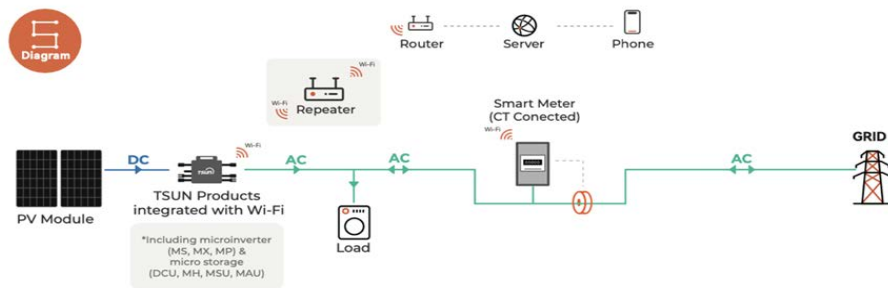 Diagram
Wi-Fi
Wi-Fi
Repeater
Router
Server
Phone
Smart Meter
(CT Conected)
Wi-Fi
GRID
DC
Wi-Fi
AC
AC
AC
TSUN
PV Module
TSUN Products
integrated with Wi-Fi
Load
*Including microinverter
(MS, MX, MP) &
micro storage
(DCU, MH, MSU, MAU)